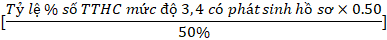 [Tỷ lệ % số TTHC mức độ 3,4 có phát sinh hồ sơ × 0.50
50%